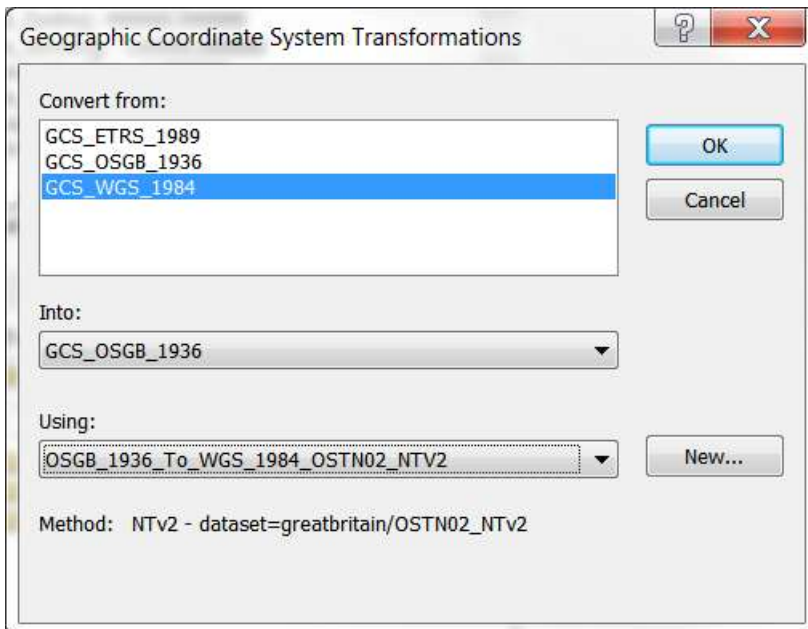 Geographic Coordinate System Transformations
?
X
Convert from:
GCS_ETRS_1989
GCS_OSGB_1936
GCS_WGS_1984
OK
Cancel
Into:
GCS_OSGB_1936
Using:
OSGB_1936_To_WGS_1984_OSTN02_NTV2
New...
Method: NTv2 - dataset=greatbritain/OSTN02_NTv2